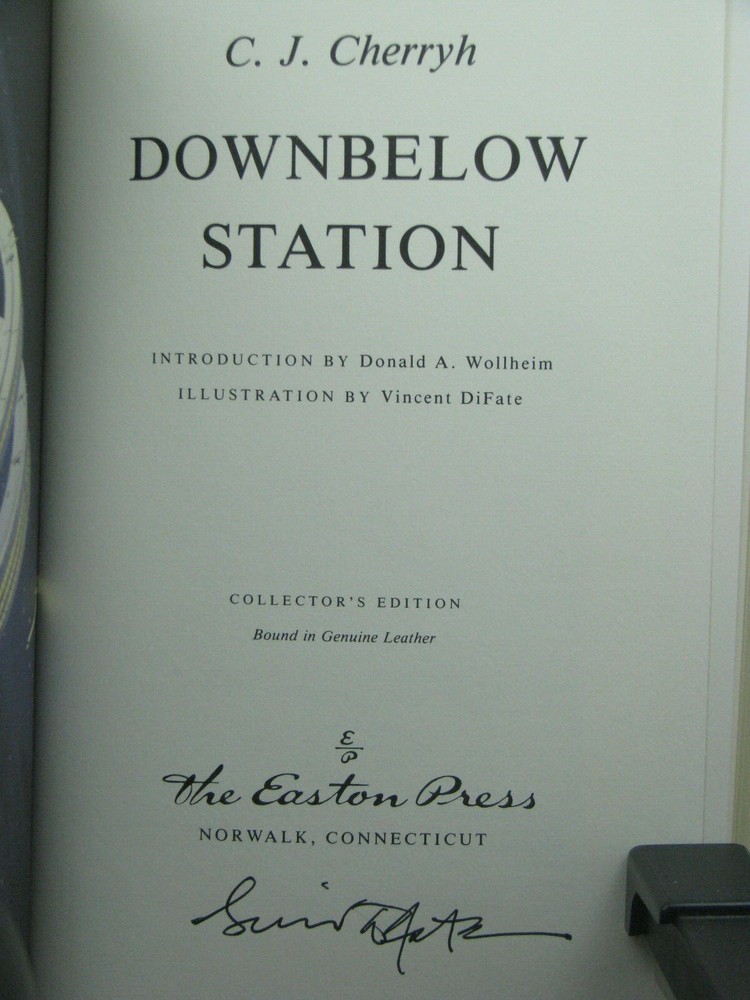 C. J. Cherryh
DOWNBELOW
STATION
INTRODUCTION BY Donald A. Wollheim
ILLUSTRATION BY Vincent DiFate
COLLECTOR'S EDITION
Bound in Genuine Leather
E
P
The Easton Press
NORWALK, CONNECTICUT